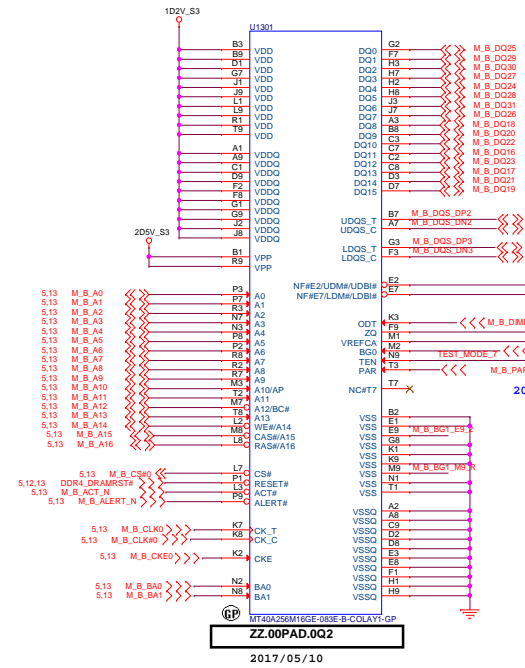 1D2V_S3
U1301
B3 VDD DQ0 G2 M_B_DQ25
B9 VDD DQ1 F7 M_B_DQ29
D1 VDD DQ2 H3 M_B_DQ30
G7 VDD DQ3 H7 M_B_DQ27
J1 VDD DQ4 H2 M_B_DQ24
J9 VDD DQ5 H8 M_B_DQ28
L1 VDD DQ6 J3 M_B_DQ31
L9 VDD DQ7 J7 M_B_DQ26
R1 VDD DQ8 A3 M_B_DQ18
T9 VDD DQ9 B8 M_B_DQ20
DQ10 C3 M_B_DQ22
A1 VDDQ DQ11 C7 M_B_DQ16
A9 VDDQ DQ12 C2 M_B_DQ23
C1 VDDQ DQ13 C8 M_B_DQ17
D9 VDDQ DQ14 D3 M_B_DQ21
F2 VDDQ DQ15 D7 M_B_DQ19
F8 VDDQ
G1 VDDQ
G9 VDDQ UDQS_T B7 M_B_DQS_DP2
J2 VDDQ UDQS_C A7 M_B_DQS_DN2
J8 VDDQ
2D5V_S3
LDQS_T G3 M_B_DQS_DP3
B1 VPP LDQS_C F3 M_B_DQS_DN3
R9 VPP
NF#E2/UDM#/UDBI# E2
NF#E7/LDM#/LDBI# E7
5,13 M_B_A0 P3 A0
5,13 M_B_A1 P7 A1
5,13 M_B_A2 R3 A2
5,13 M_B_A3 N7 A3 ODT K3 M_B_DIM
5,13 M_B_A4 N3 A4 ZQ F9
5,13 M_B_A5 P8 A5 VREFCA M1
5,13 M_B_A6 P2 A6 BG0 M2
5,13 M_B_A7 R8 A7 TEN N9 TEST_MODE_7
5,13 M_B_A8 R2 A8 PAR T3 M_B_PAR
5,13 M_B_A9 R7 A9
5,13 M_B_A10 M3 A10/AP NC#T7 T7
5,13 M_B_A11 T2 A11 20
5,13 M_B_A12 M7 A12/BC#
5,13 M_B_A13 T8 A13 VSS B2
5,13 M_B_A14 L2 WE#/A14 VSS E1
5,13 M_B_A15 M8 CAS#/A15 VSS E9 M_B_BG1_E9_2
5,13 M_B_A16 L8 RAS#/A16 VSS G8
VSS K1
VSS K9
5,13 M_B_CS#0 L7 CS# VSS M9 M_B_BG1_M9_R
5,12,13 DDR4_DRAMRST# P1 RESET# VSS N1
5,13 M_B_ACT_N L3 ACT# VSS T1
5,13 M_B_ALERT_N P9 ALERT#
VSSQ A2
VSSQ A8
5,13 M_B_CLK0 K7 CK_T VSSQ C9
5,13 M_B_CLK#0 K8 CK_C VSSQ D2
VSSQ D8
5,13 M_B_CKE0 K2 CKE VSSQ E3
VSSQ E8
VSSQ F1
5,13 M_B_BA0 N2 BA0 VSSQ H1
5,13 M_B_BA1 N8 BA1 VSSQ H9
GP
MT40A256M16GE-083E-B-COLAY1-GP
ZZ.00PAD.0Q2
2017/05/10